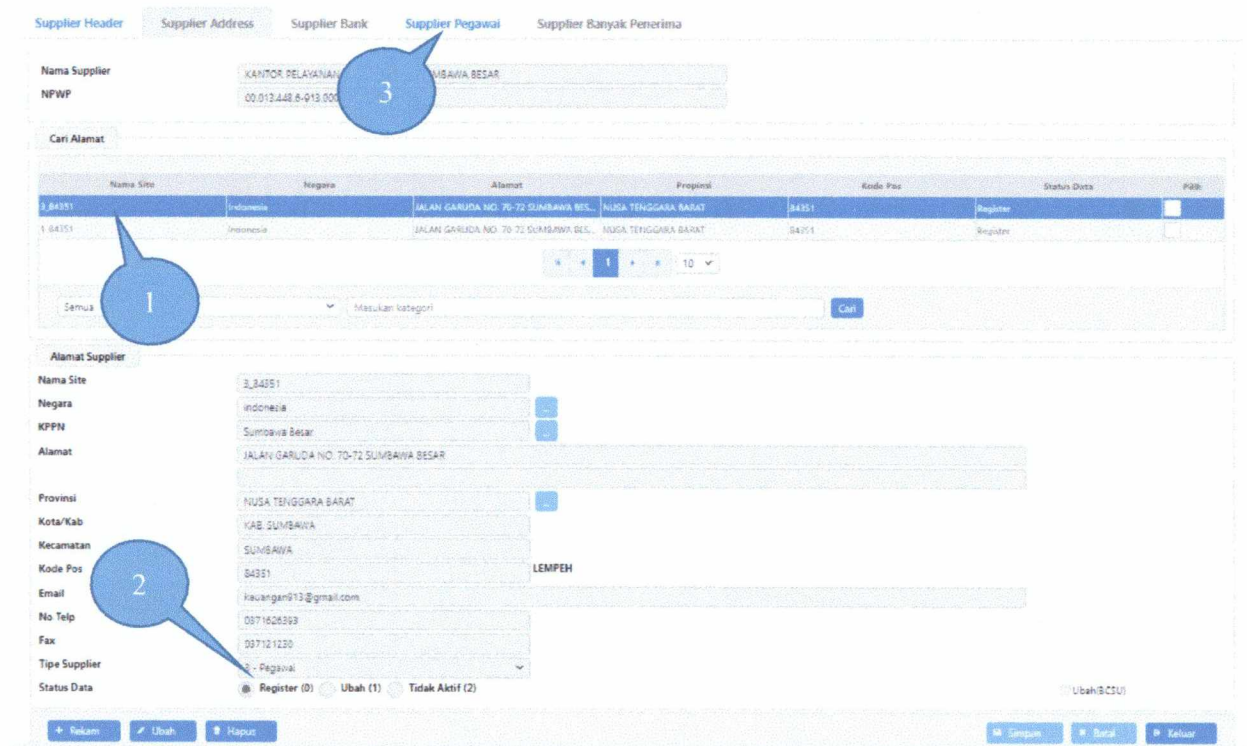 Supplier Header Supplier Address Supplier Bank Supplier Pegawai Supplier Banyak Penerima
3
Nama Supplier KANTOR PELAYANAN MBAWA BESAR
NPWP 00.013.448.6-913.000
Cari Alamat
Nama Site Negara Alamat Propinsi Kode Pos Status Data Pilih
3_84351 Indonesia JALAN GARUDA NO. 70-72 SUMBAWA BES... NUSA TENGGARA BARAT 84351 Register
1_84351 Indonesia JALAN GARUDA NO. 70-72 SUMBAWA BES... NUSA TENGGARA BARAT 84351 Register
1 10
1
Semua Masukan kategori Cari
Alamat Supplier
Nama Site 3_84351
Negara Indonesia ...
KPPN Sumbawa Besar ...
Alamat JALAN GARUDA NO. 70-72 SUMBAWA BESAR
Provinsi NUSA TENGGARA BARAT ...
Kota/Kab KAB. SUMBAWA
Kecamatan SUMBAWA
Kode Pos 84351 LEMPEH
2
Email keuangan913@gmail.com
No Telp 0371626393
Fax 037121230
Tipe Supplier 3 - Pegawai
Status Data Register (0) Ubah (1) Tidak Aktif (2) Ubah(BCSU)
+ Rekam Ubah Hapus Simpan Batal Keluar